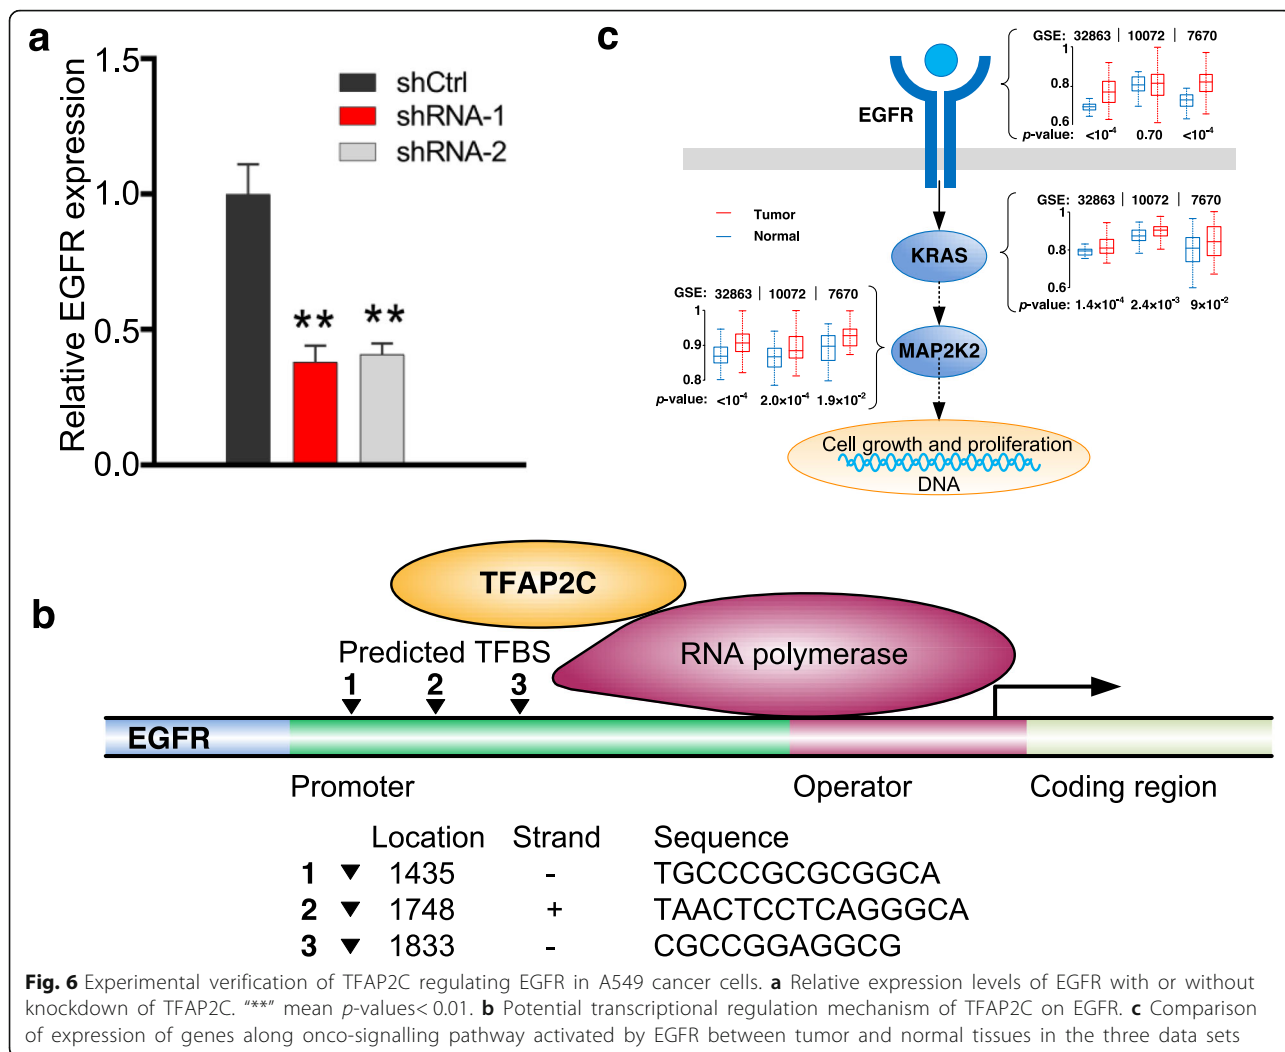 a
1.5
1.0
0.5
0.0
Relative EGFR expression
shCtrl
shRNA-1
shRNA-2
** **
c
GSE: 32863 | 10072 | 7670
1
0.8
0.6
p-value: <10⁻⁴ 0.70 <10⁻⁴
EGFR
GSE: 32863 | 10072 | 7670
1
0.8
0.6
p-value: 1.4×10⁻⁴ 2.4×10⁻³ 9×10⁻²
Tumor
Normal
KRAS
GSE: 32863 | 10072 | 7670
1
0.9
0.8
p-value: <10⁻⁴ 2.0×10⁻⁴ 1.9×10⁻²
MAP2K2
Cell growth and proliferation
DNA
b
TFAP2C
RNA polymerase
Predicted TFBS
1 2 3
EGFR
Promoter Operator Coding region
Location Strand Sequence
1 ▼ 1435 - TGCCCGCGCGGCA
2 ▼ 1748 + TAACTCCTCAGGGCA
3 ▼ 1833 - CGCCGGAGGCG
Fig. 6 Experimental verification of TFAP2C regulating EGFR in A549 cancer cells. a Relative expression levels of EGFR with or without
knockdown of TFAP2C. “**” mean p-values< 0.01. b Potential transcriptional regulation mechanism of TFAP2C on EGFR. c Comparison
of expression of genes along onco-signalling pathway activated by EGFR between tumor and normal tissues in the three data sets